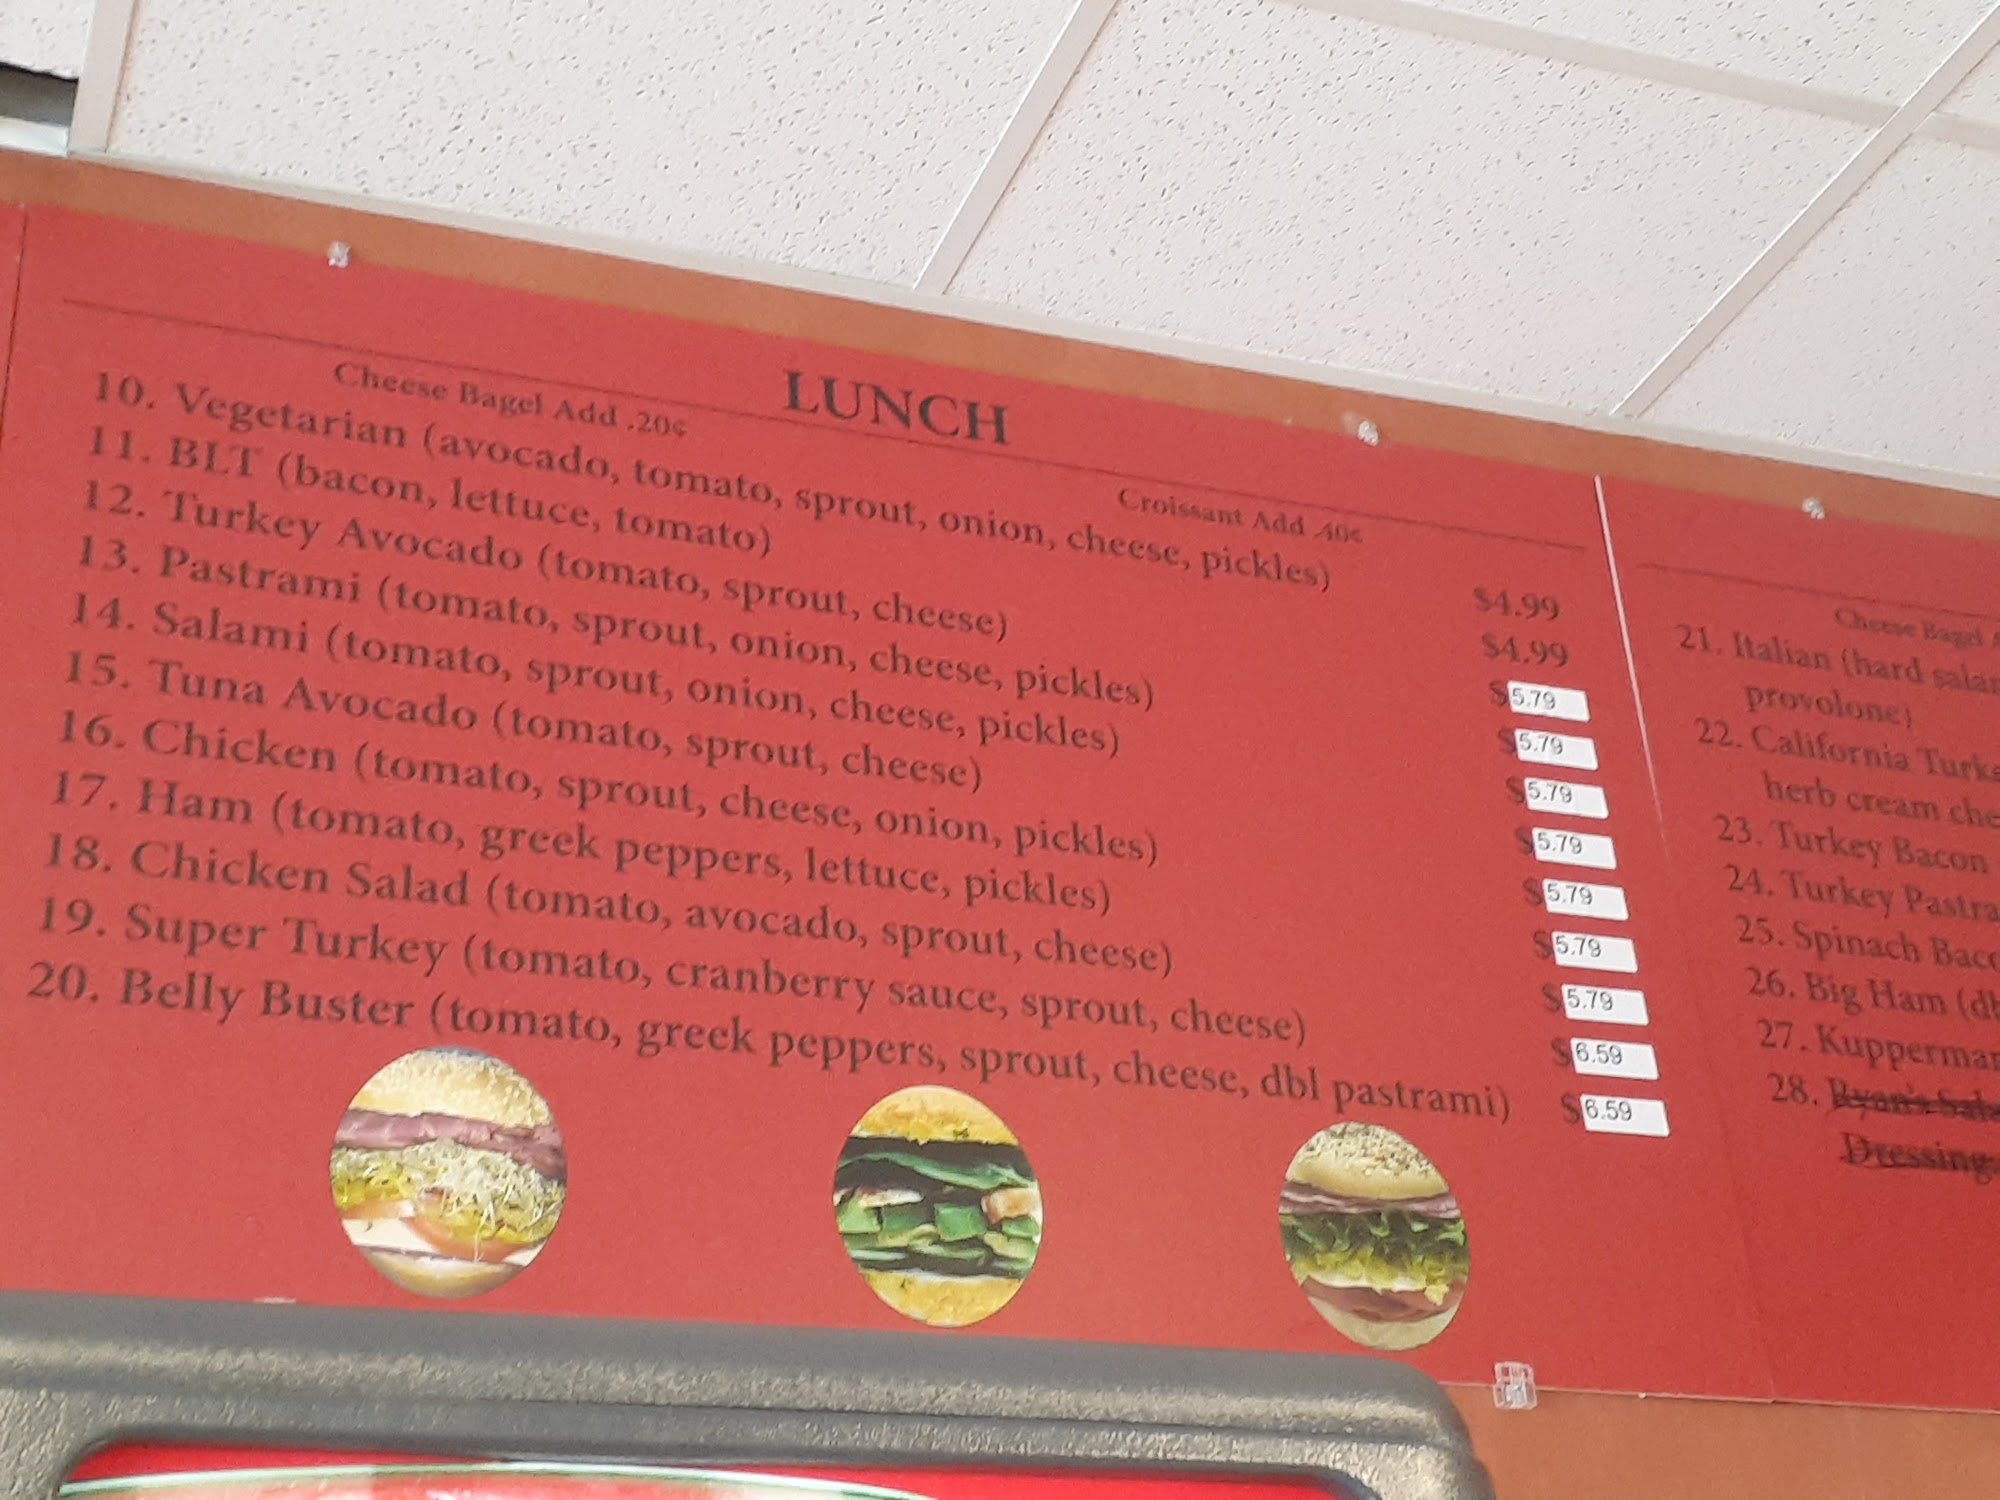 LUNCH
Cheese Bagel Add .20¢
Croissant Add .40¢
10. Vegetarian (avocado, tomato, sprout, onion, cheese, pickles) $4.99
11. BLT (bacon, lettuce, tomato) $4.99
12. Turkey Avocado (tomato, sprout, cheese) $5.79
13. Pastrami (tomato, sprout, onion, cheese, pickles) $5.79
14. Salami (tomato, sprout, onion, cheese, pickles) $5.79
15. Tuna Avocado (tomato, sprout, cheese) $5.79
16. Chicken (tomato, sprout, cheese, onion, pickles) $5.79
17. Ham (tomato, greek peppers, lettuce, pickles) $5.79
18. Chicken Salad (tomato, avocado, sprout, cheese) $5.79
19. Super Turkey (tomato, cranberry sauce, sprout, cheese) $6.59
20. Belly Buster (tomato, greek peppers, sprout, cheese, dbl pastrami) $6.59
Cheese Bagel
21. Italian (hard
provolone)
22. California
herb cream
23. Turkey Bacon
24. Turkey
25. Spinach
26. Big Ham
27.
28. Ryan's
Dressing